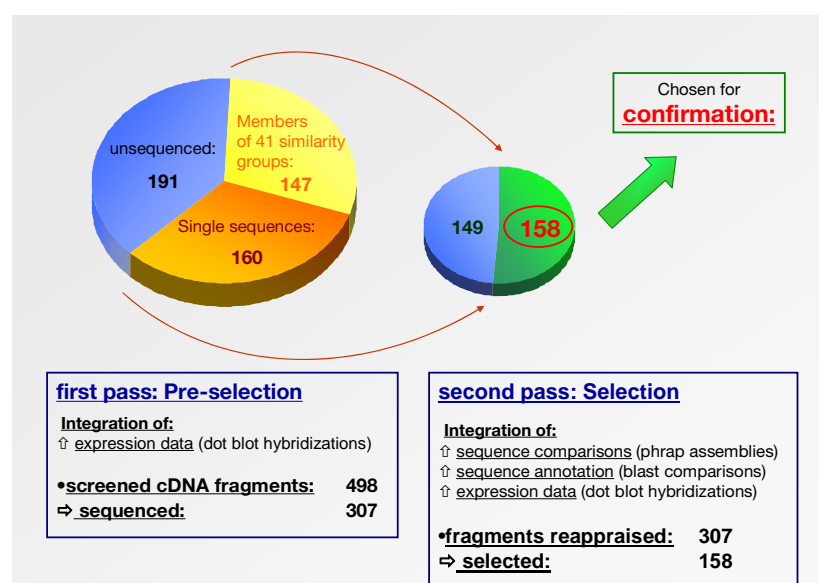 Chosen for
confirmation:
Members
of 41 similarity
groups:
147
unsequenced:
191
Single sequences:
160
149
158
first pass: Pre-selection
Integration of:
⇧ expression data (dot blot hybridizations)
•screened cDNA fragments: 498
⇨ sequenced: 307
second pass: Selection
Integration of:
⇧ sequence comparisons (phrap assemblies)
⇧ sequence annotation (blast comparisons)
⇧ expression data (dot blot hybridizations)
•fragments reappraised: 307
⇨ selected: 158